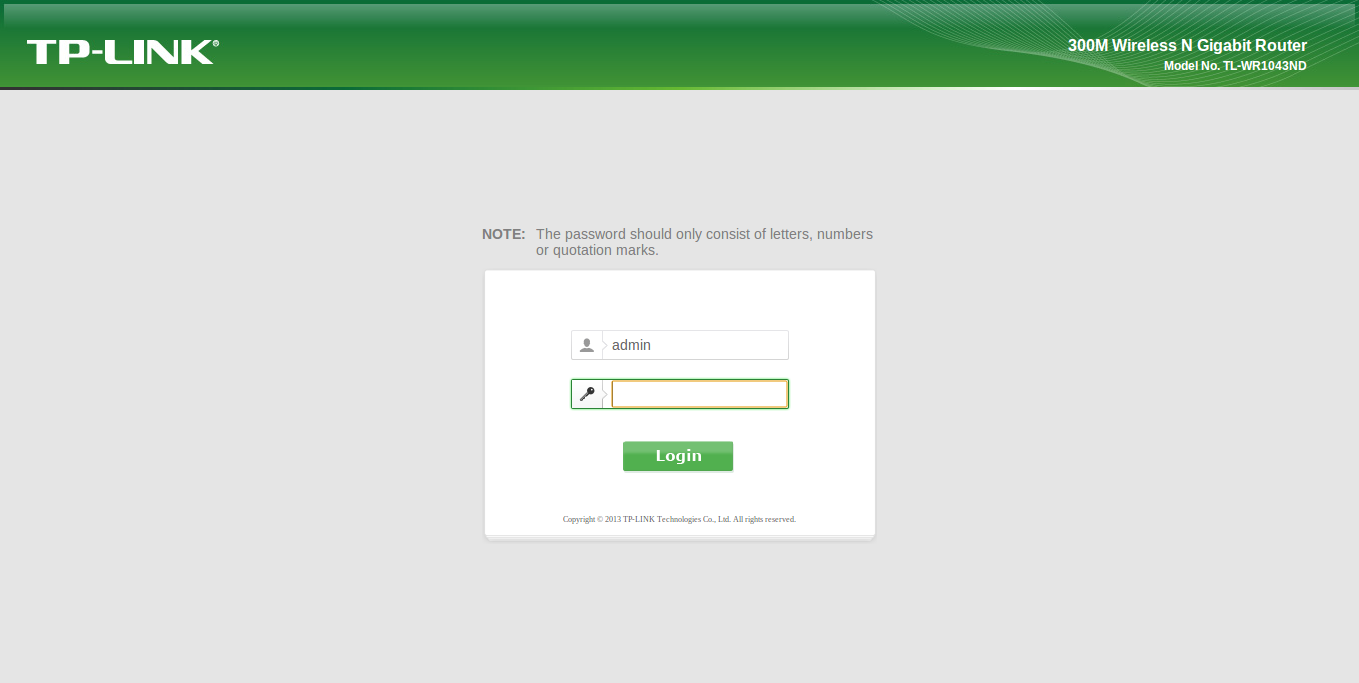 TP-LINK®
300M Wireless N Gigabit Router
Model No. TL-WR1043ND
NOTE: The password should only consist of letters, numbers
or quotation marks.
admin
Login
Copyright © 2013 TP-LINK Technologies Co., Ltd. All rights reserved.